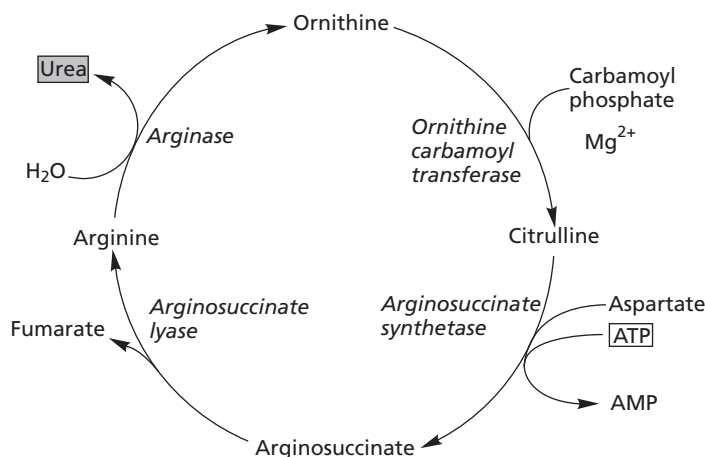 Ornithine
Urea
Carbamoyl
phosphate
Mg²⁺
Arginase
Ornithine
carbamoyl
transferase
H₂O
Arginine
Citrulline
Arginosuccinate
lyase
Arginosuccinate
synthetase
Aspartate
ATP
Fumarate
AMP
Arginosuccinate